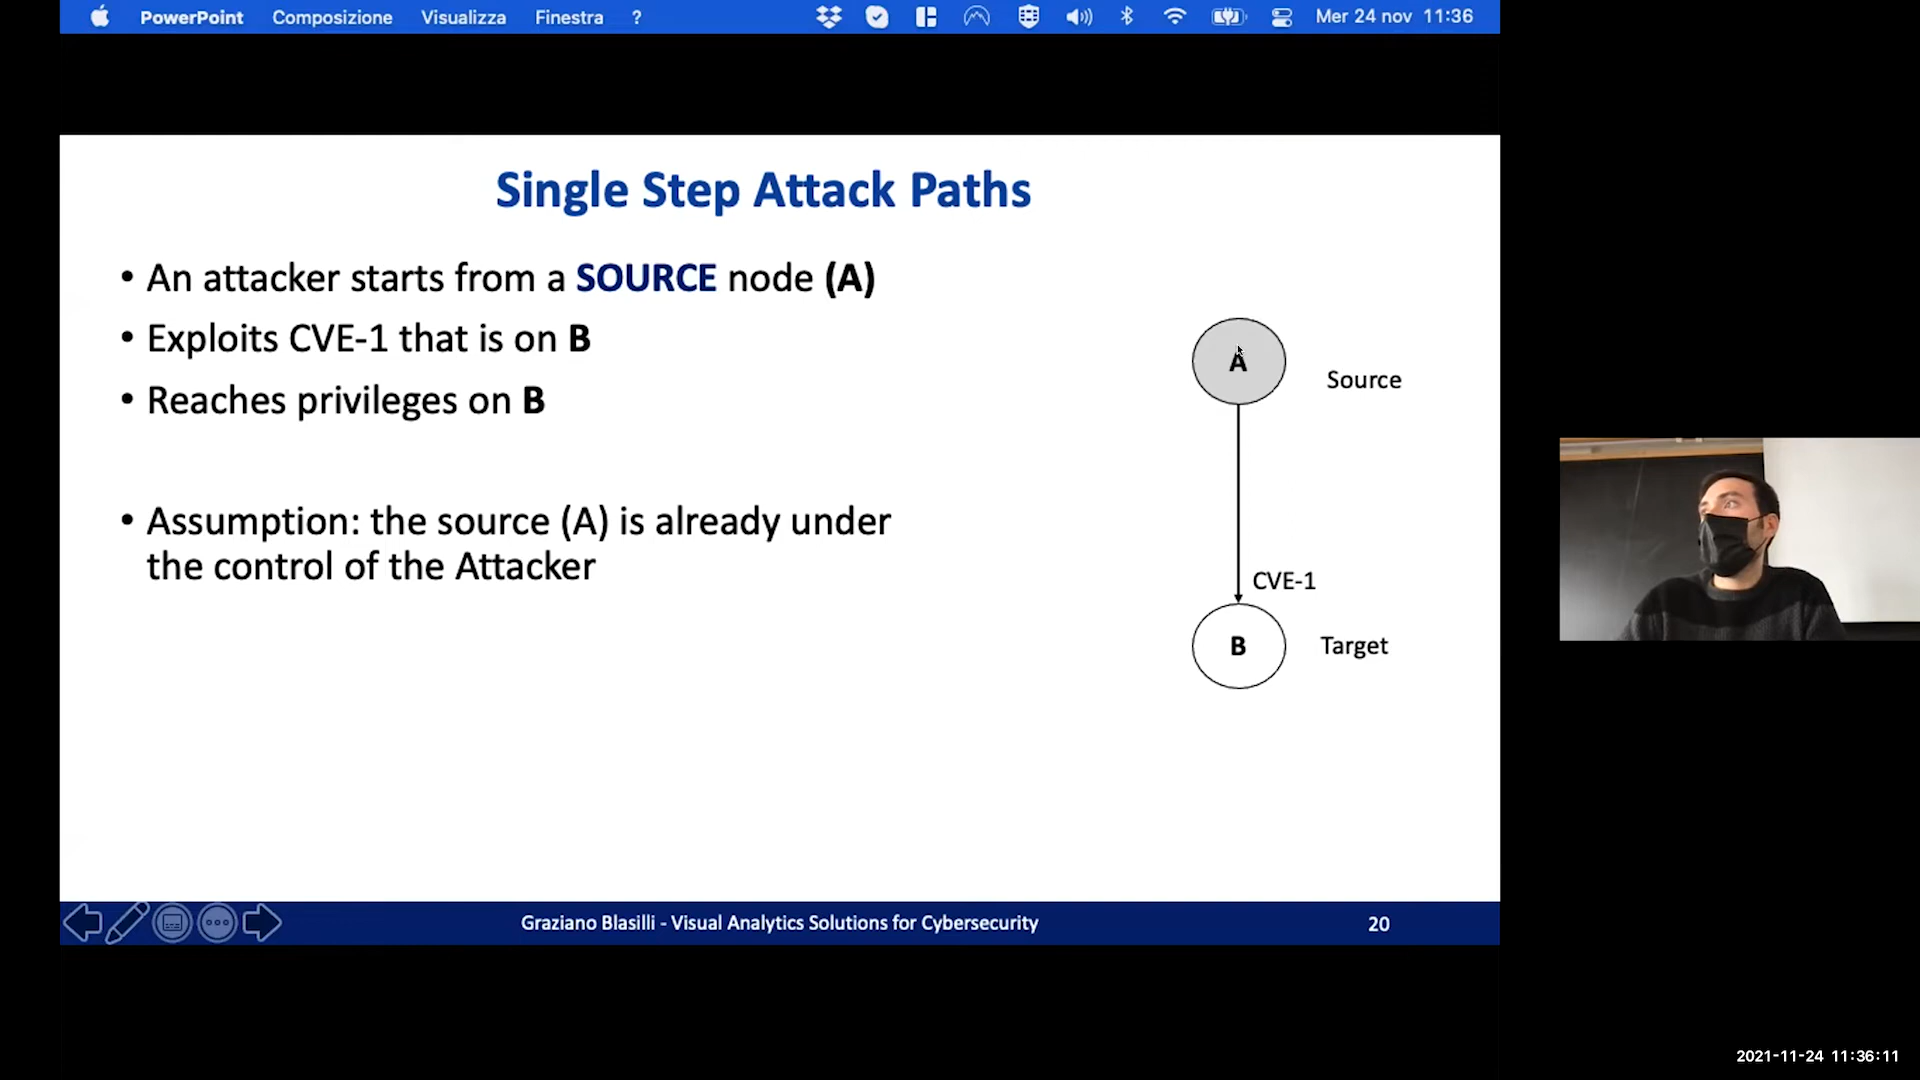 PowerPoint Composizione Visualizza Finestra ? Mer 24 nov 11:36
Single Step Attack Paths
• An attacker starts from a SOURCE node (A)
• Exploits CVE-1 that is on B
• Reaches privileges on B
• Assumption: the source (A) is already under
the control of the Attacker
A
Source
CVE-1
B
Target
Graziano Blasilli - Visual Analytics Solutions for Cybersecurity
20
2021-11-24 11:36:11